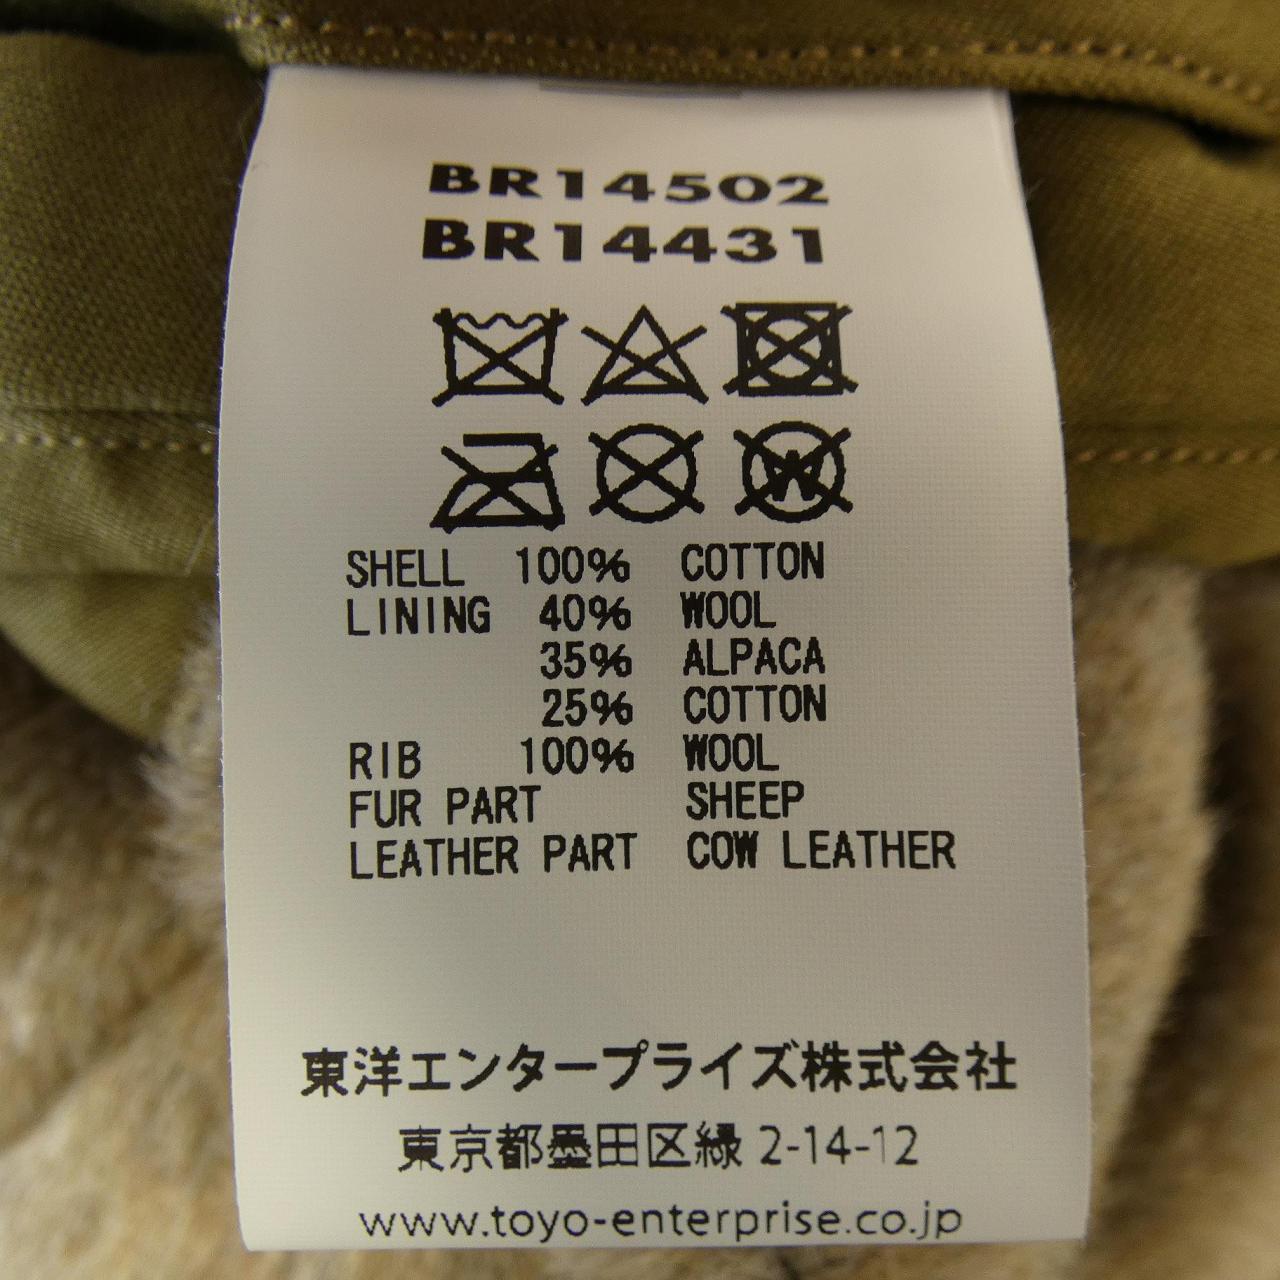 BR14502
BR14431
W
SHELL 100% COTTON
LINING 40% WOOL
35% ALPACA
25% COTTON
RIB 100% WOOL
FUR PART SHEEP
LEATHER PART COW LEATHER
東洋エンタープライズ株式会社
東京都墨田区緑 2-14-12
www.toyo-enterprise.co.jp